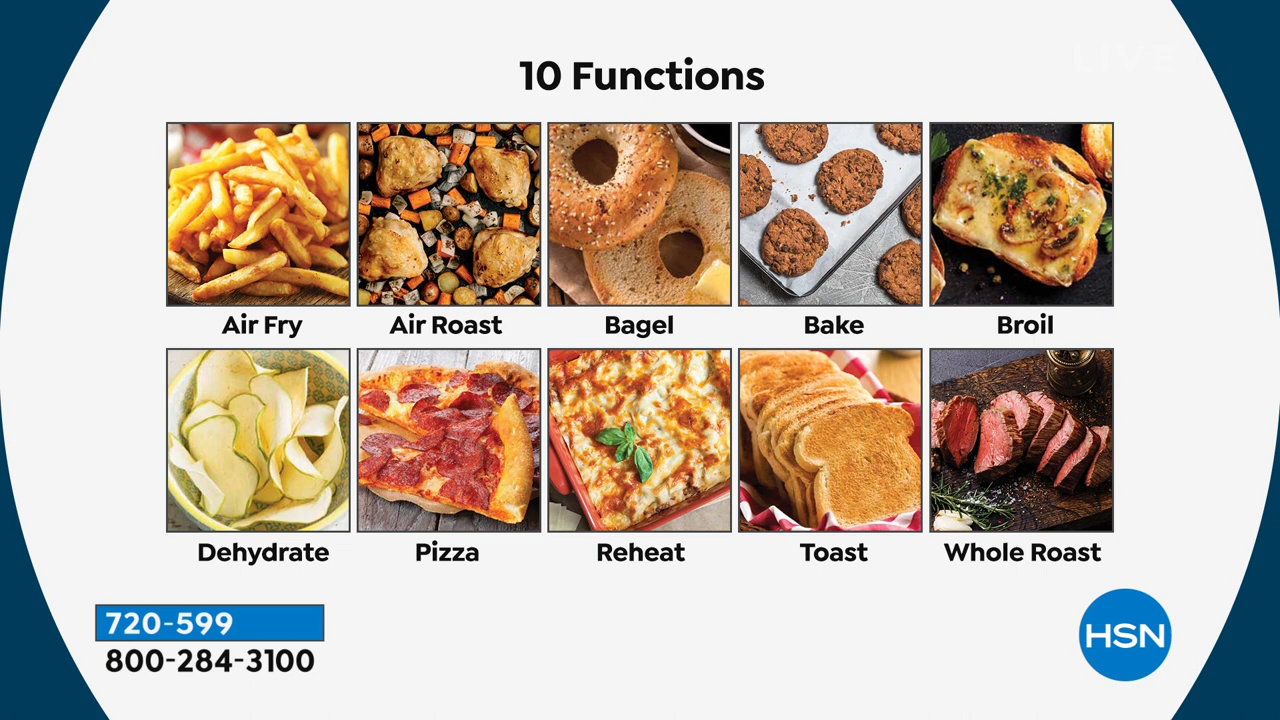 LIVE
10 Functions
Air Fry
Air Roast
Bagel
Bake
Broil
Dehydrate
Pizza
Reheat
Toast
Whole Roast
720-599
800-284-3100
HSN